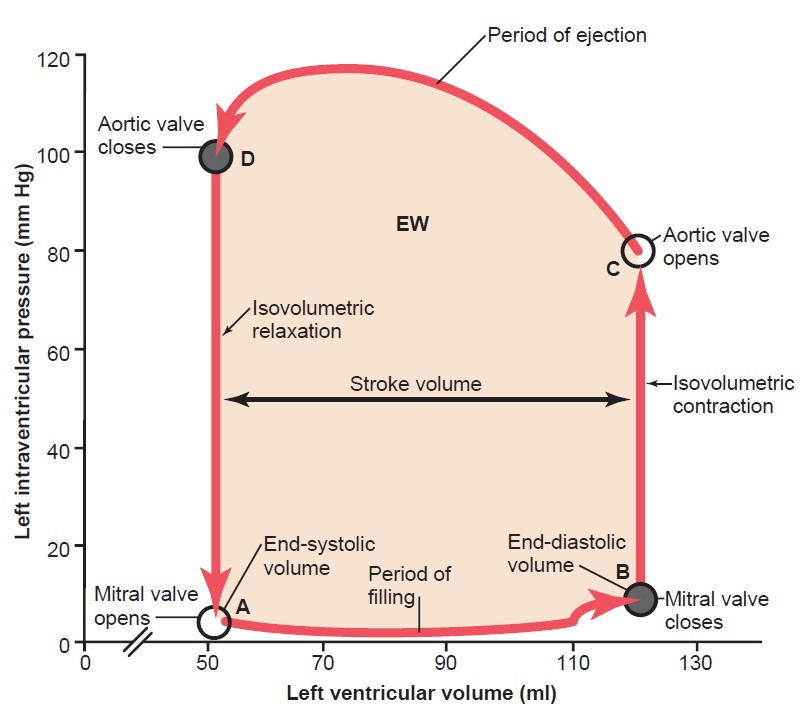 Period of ejection
120
Aortic valve
closes
100
D
EW
Aortic valve
opens
C
80
Isovolumetric
relaxation
60
Stroke volume
Isovolumetric
contraction
40
20
End-systolic
volume
End-diastolic
volume
Period of
filling
B
Mitral valve
opens
A
Mitral valve
closes
0
0
50
70
90
110
130
Left ventricular volume (ml)
Left intraventricular pressure (mm Hg)